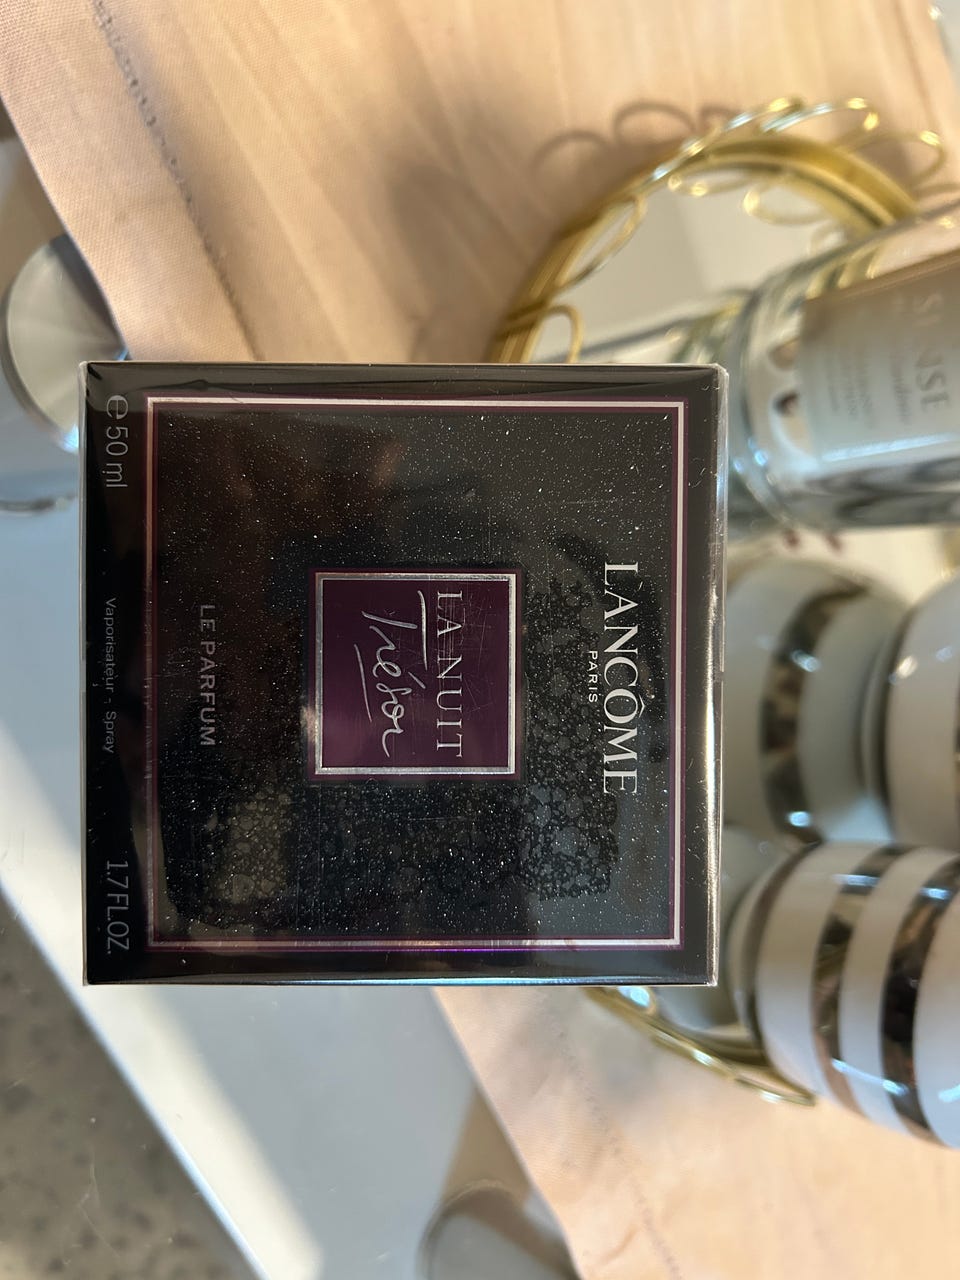 LANCÔME
PARIS
LA NUIT
Trésor
LE PARFUM
e 50 ml
Vaporisateur - Spray
1.7 FL.OZ.